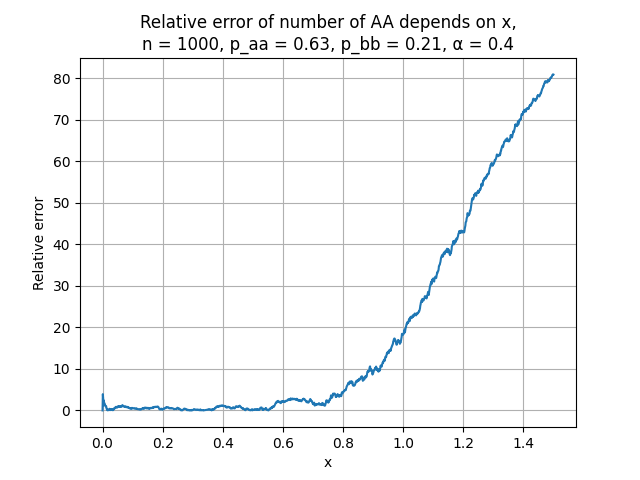 Relative error of number of AA depends on x,
n = 1000, p_aa = 0.63, p_bb = 0.21, α = 0.4
80
70
60
50
40
30
20
10
0
Relative error
0.0 0.2 0.4 0.6 0.8 1.0 1.2 1.4
x